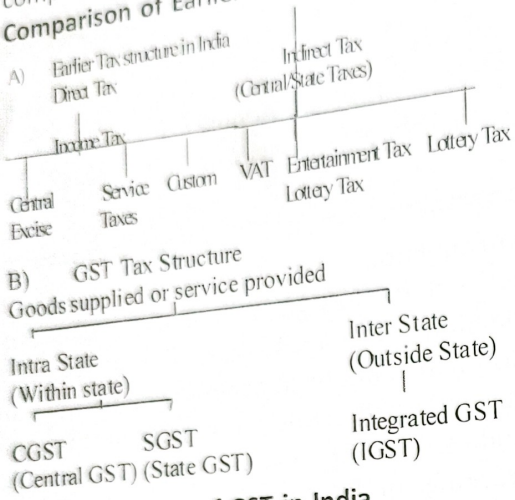 Comparison of
A) Earlier Tax structure in India
Direct Tax
Income Tax
Indirect Tax
(Central/State Taxes)
Central Excise
Service Taxes
Custom
VAT
Entertainment Tax
Lottery Tax
Lottery Tax
B) GST Tax Structure
Goods supplied or service provided
Intra State
(Within state)
Inter State
(Outside State)
CGST
(Central GST)
SGST
(State GST)
Integrated GST
(IGST)
in India